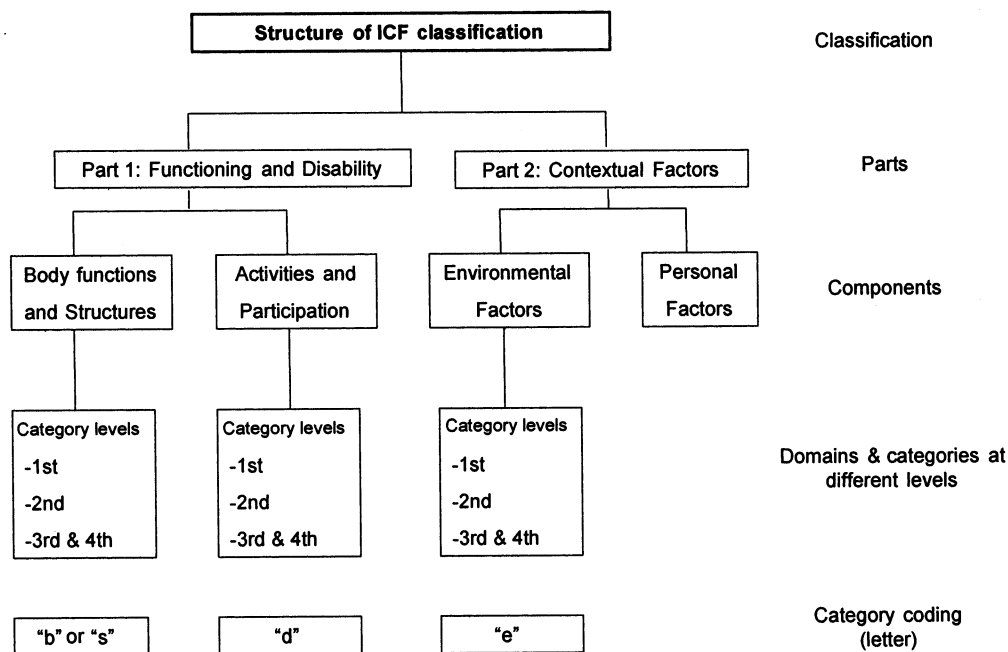 Structure of ICF classification
Classification
Part 1: Functioning and Disability
Part 2: Contextual Factors
Parts
Body functions
and Structures
Activities and
Participation
Environmental
Factors
Personal
Factors
Components
Category levels
-1st
-2nd
-3rd & 4th
Category levels
-1st
-2nd
-3rd & 4th
Category levels
-1st
-2nd
-3rd & 4th
Domains & categories at
different levels
“b” or “s”
“d”
“e”
Category coding
(letter)